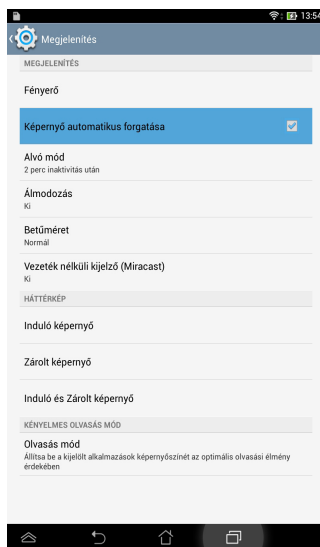 13:54
Megjelenítés
MEGJELENÍTÉS
Fényerő
Képernyő automatikus forgatása
Alvó mód
2 perc inaktivitás után
Álmodozás
Ki
Betűméret
Normál
Vezeték nélküli kijelző (Miracast)
Ki
HÁTTÉRKÉP
Induló képernyő
Zárolt képernyő
Induló és Zárolt képernyő
KÉNYELMES OLVASÁS MÓD
Olvasás mód
Állítsa be a kijelölt alkalmazások képernyőszínét az optimális olvasási élmény
érdekében